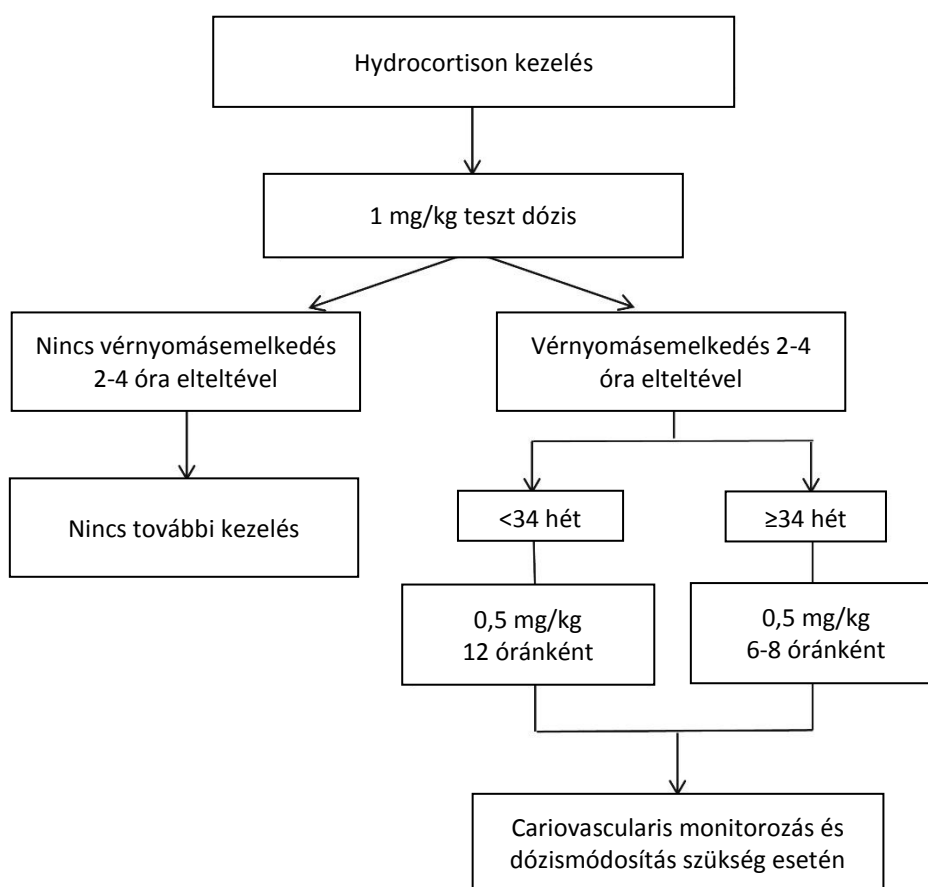 Hydrocortison kezelés
1 mg/kg teszt dózis
Nincs vérnyomásemelkedés
2-4 óra elteltével
Vérnyomásemelkedés 2-4
óra elteltével
Nincs további kezelés
<34 hét
≥34 hét
0,5 mg/kg
12 óránként
0,5 mg/kg
6-8 óránként
Cariovascularis monitorozás és
dózismódosítás szükség esetén